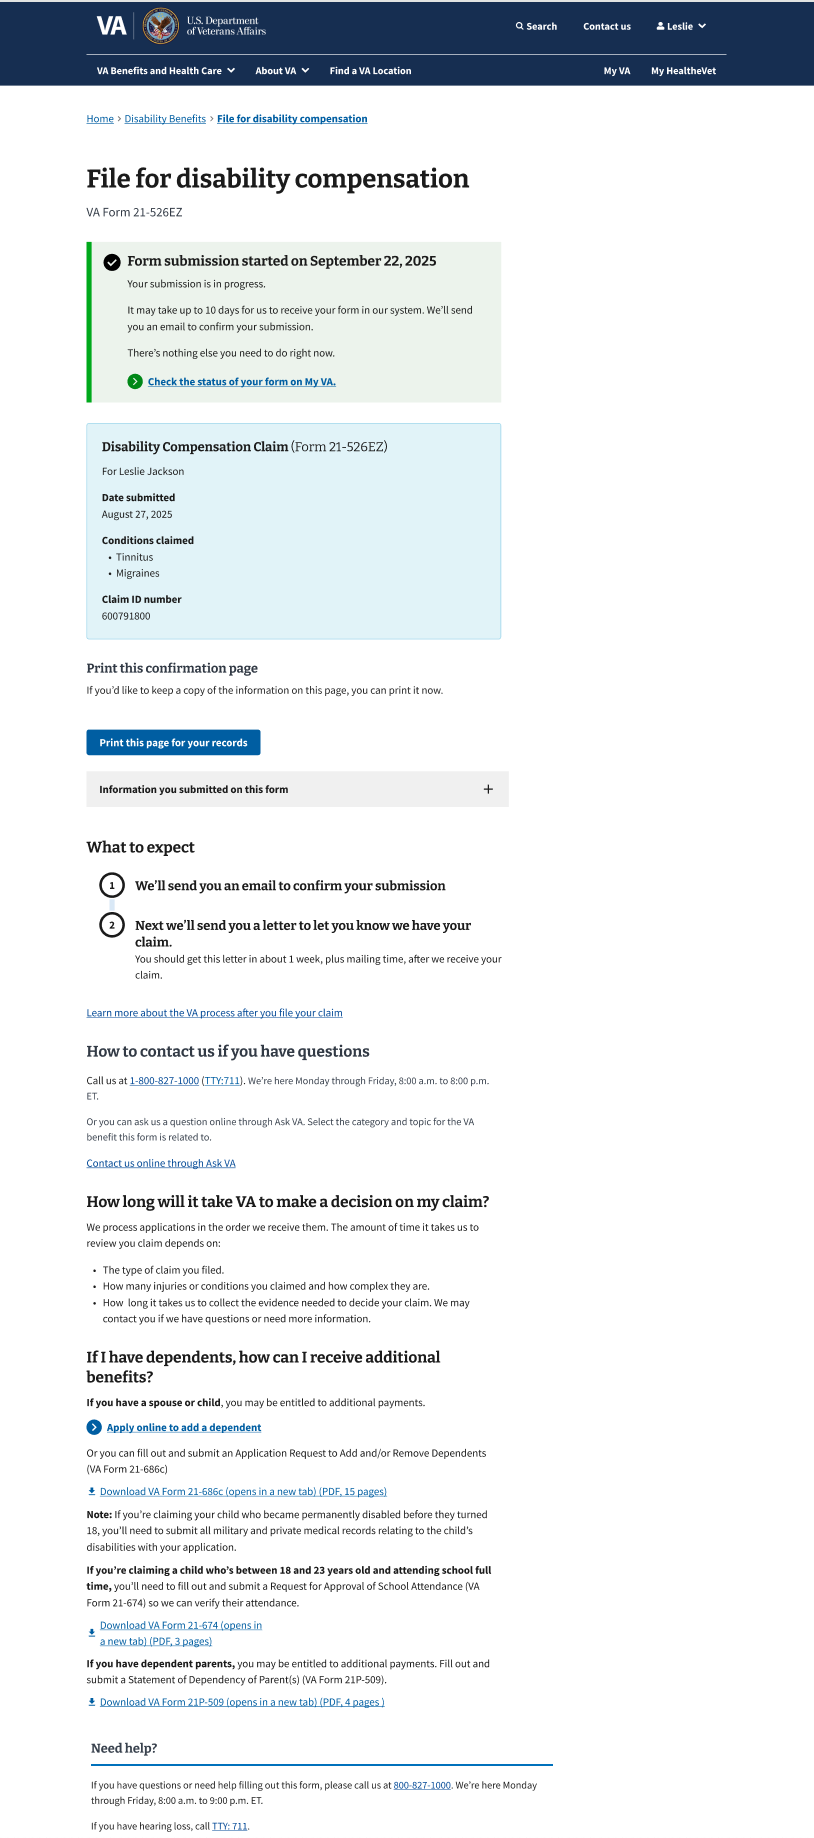 VA
U.S. Department
of Veterans Affairs
Search
Contact us
Leslie
VA Benefits and Health Care
About VA
Find a VA Location
My VA
My HealtheVet
Home > Disability Benefits > File for disability compensation
File for disability compensation
VA Form 21-526EZ
Form submission started on September 22, 2025
Your submission is in progress.
It may take up to 10 days for us to receive your form in our system. We'll send
you an email to confirm your submission.
There's nothing else you need to do right now.
Check the status of your form on My VA.
Disability Compensation Claim (Form 21-526EZ)
For Leslie Jackson
Date submitted
August 27, 2025
Conditions claimed
• Tinnitus
• Migraines
Claim ID number
600791800
Print this confirmation page
If you'd like to keep a copy of the information on this page, you can print it now.
Print this page for your records
Information you submitted on this form
What to expect
1 We'll send you an email to confirm your submission
2 Next we'll send you a letter to let you know we have your
claim.
You should get this letter in about 1 week, plus mailing time, after we receive your
claim.
Learn more about the VA process after you file your claim
How to contact us if you have questions
Call us at 1-800-827-1000 (TTY:711). We're here Monday through Friday, 8:00 a.m. to 8:00 p.m.
ET.
Or you can ask us a question online through Ask VA. Select the category and topic for the VA
benefit this form is related to.
Contact us online through Ask VA
How long will it take VA to make a decision on my claim?
We process applications in the order we receive them. The amount of time it takes us to
review you claim depends on:
• The type of claim you filed.
• How many injuries or conditions you claimed and how complex they are.
• How long it takes us to collect the evidence needed to decide your claim. We may
contact you if we have questions or need more information.
If I have dependents, how can I receive additional
benefits?
If you have a spouse or child, you may be entitled to additional payments.
Apply online to add a dependent
Or you can fill out and submit an Application Request to Add and/or Remove Dependents
(VA Form 21-686c)
Download VA Form 21-686c (opens in a new tab) (PDF, 15 pages)
Note: If you're claiming your child who became permanently disabled before they turned
18, you'll need to submit all military and private medical records relating to the child's
disabilities with your application.
If you're claiming a child who's between 18 and 23 years old and attending school full
time, you'll need to fill out and submit a Request for Approval of School Attendance (VA
Form 21-674) so we can verify their attendance.
Download VA Form 21-674 (opens in
a new tab) (PDF, 3 pages)
If you have dependent parents, you may be entitled to additional payments. Fill out and
submit a Statement of Dependency of Parent(s) (VA Form 21P-509).
Download VA Form 21P-509 (opens in a new tab) (PDF, 4 pages )
Need help?
If you have questions or need help filling out this form, please call us at 800-827-1000. We're here Monday
through Friday, 8:00 a.m. to 9:00 p.m. ET.
If you have hearing loss, call TTY: 711.